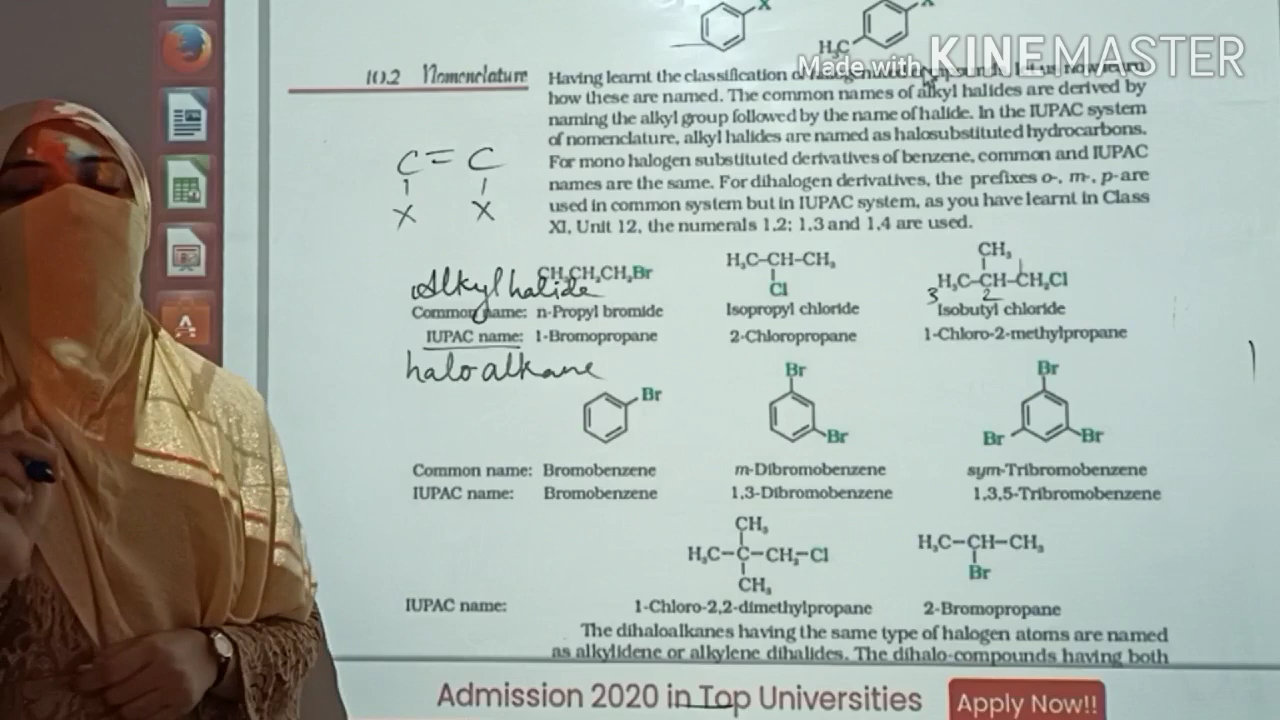 X
X
H₃C
Made with KINEMASTER
10.2 Nomenclature
Having learnt the classification
how these are named. The common names of alkyl halides are derived by
naming the alkyl group followed by the name of halide. In the IUPAC system
of nomenclature, alkyl halides are named as halosubstituted hydrocarbons.
For mono halogen substituted derivatives of benzene, common and IUPAC
names are the same. For dihalogen derivatives, the prefixes o-, m-, p- are
used in common system but in IUPAC system, as you have learnt in Class
XI, Unit 12, the numerals 1,2; 1,3 and 1,4 are used.
C = C
X X
CH₃
CH₃CH₂CH₂Br H₃C–CH–CH₃ H₃C–CH–CH₂Cl
Cl
3 2
Alkyl halide
Common name: n-Propyl bromide Isopropyl chloride Isobutyl chloride
IUPAC name: 1-Bromopropane 2-Chloropropane 1-Chloro-2-methylpropane
halo alkane
Br Br Br
Br Br Br
Common name: Bromobenzene m-Dibromobenzene sym-Tribromobenzene
IUPAC name: Bromobenzene 1,3-Dibromobenzene 1,3,5-Tribromobenzene
CH₃
H₃C–C–CH₂–Cl H₃C–CH–CH₃
CH₃ Br
IUPAC name: 1-Chloro-2,2-dimethylpropane 2-Bromopropane
The dihaloalkanes having the same type of halogen atoms are named
as alkylidene or alkylene dihalides. The dihalo-compounds having both
Admission 2020 in Top Universities Apply Now!!